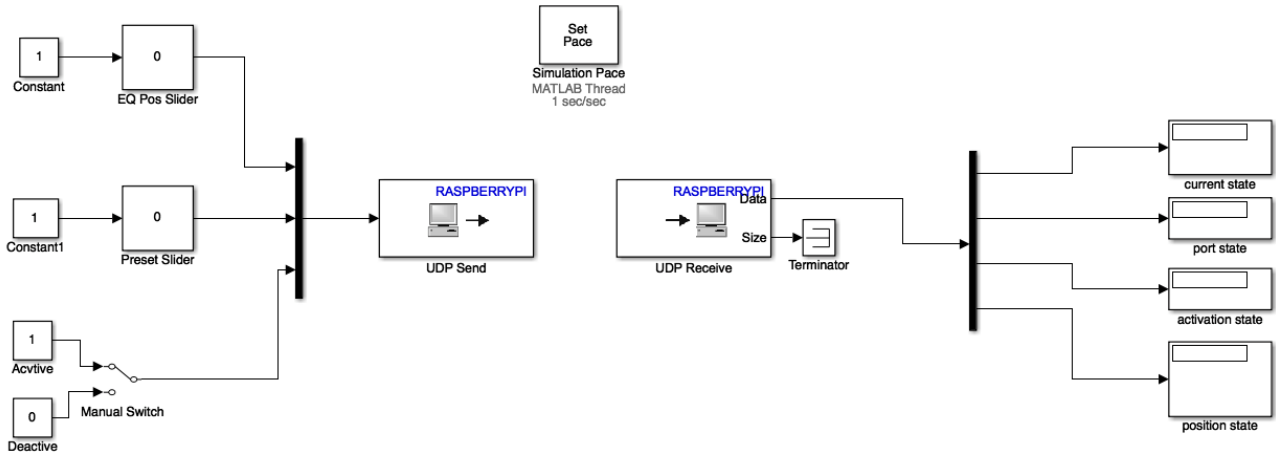 1
Constant
0
EQ Pos Slider
Set
Pace
Simulation Pace
MATLAB Thread
1 sec/sec
1
Constant1
0
Preset Slider
RASPBERRYPI
UDP Send
RASPBERRYPI
Data
Size
UDP Receive
Terminator
1
Acvtive
0
Deactive
Manual Switch
current state
port state
activation state
position state